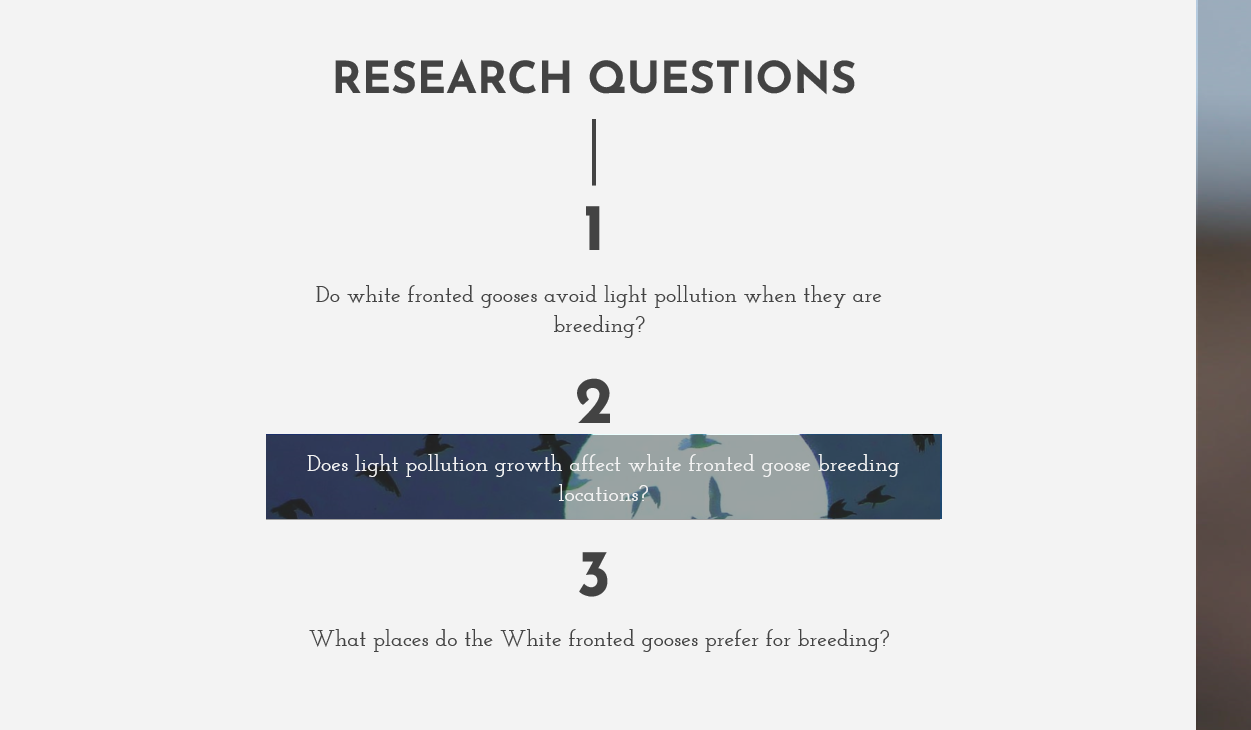 RESEARCH QUESTIONS
1
Do white fronted gooses avoid light pollution when they are
breeding?
2
Does light pollution growth affect white fronted goose breeding
locations?
3
What places do the White fronted gooses prefer for breeding?